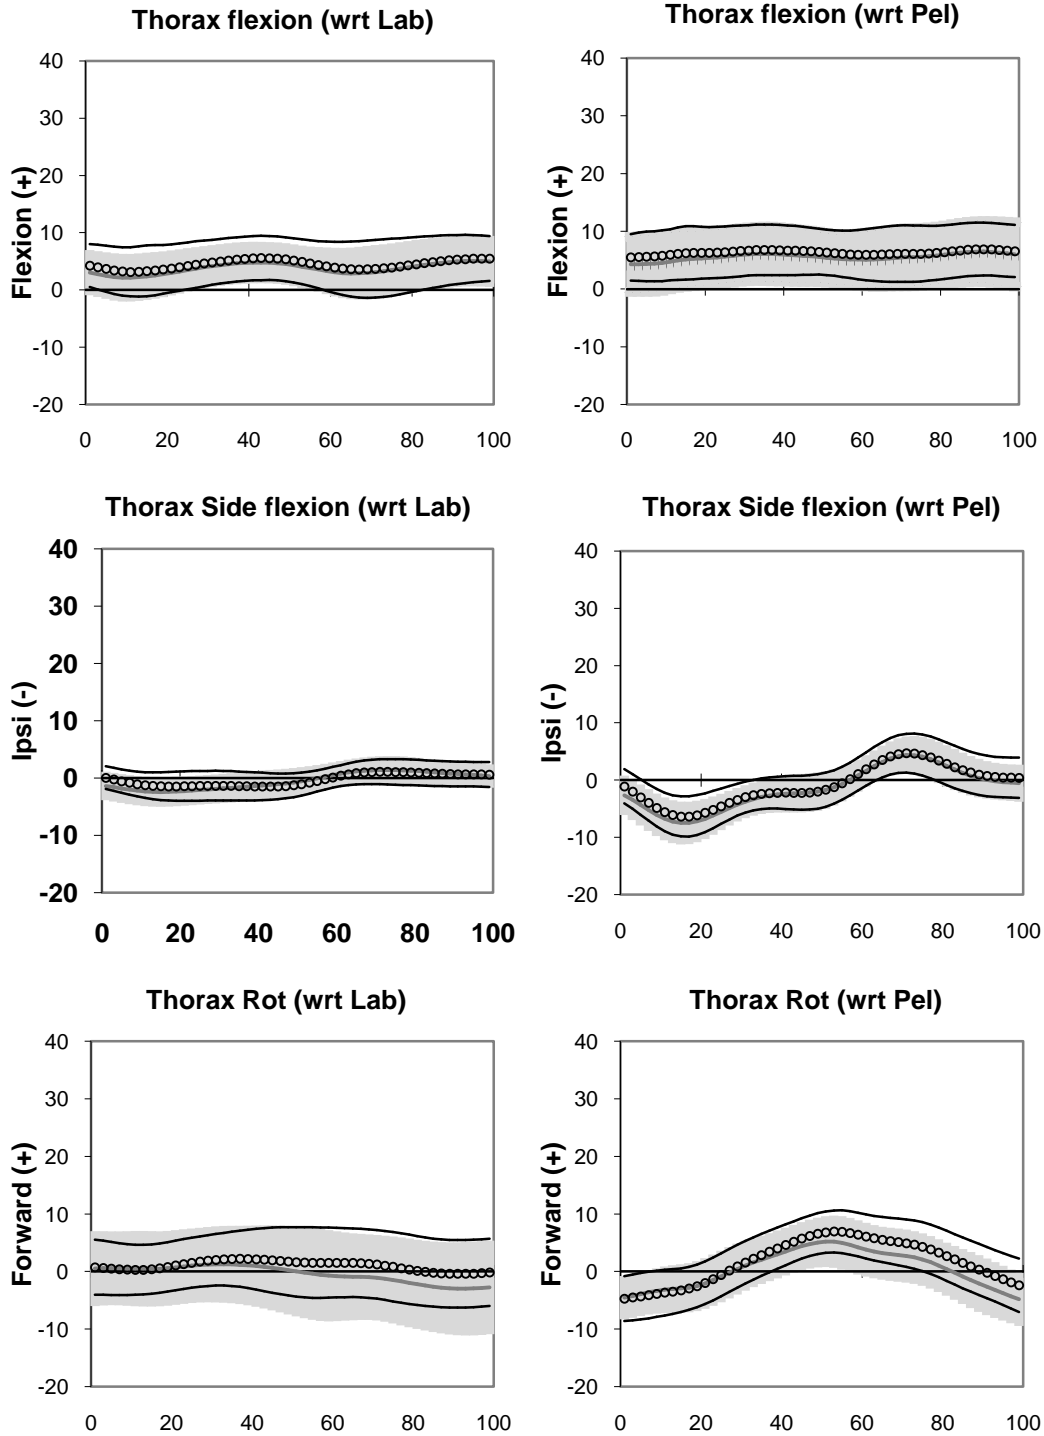 Thorax flexion (wrt Lab)
Flexion (+)
40
30
20
10
0
-10
-20
0 20 40 60 80 100
Thorax flexion (wrt Pel)
Flexion (+)
40
30
20
10
0
-10
-20
0 20 40 60 80 100
Thorax Side flexion (wrt Lab)
Ipsi (-)
40
30
20
10
0
-10
-20
0 20 40 60 80 100
Thorax Side flexion (wrt Pel)
Ipsi (-)
40
30
20
10
0
-10
-20
0 20 40 60 80 100
Thorax Rot (wrt Lab)
Forward (+)
40
30
20
10
0
-10
-20
0 20 40 60 80 100
Thorax Rot (wrt Pel)
Forward (+)
40
30
20
10
0
-10
-20
0 20 40 60 80 100